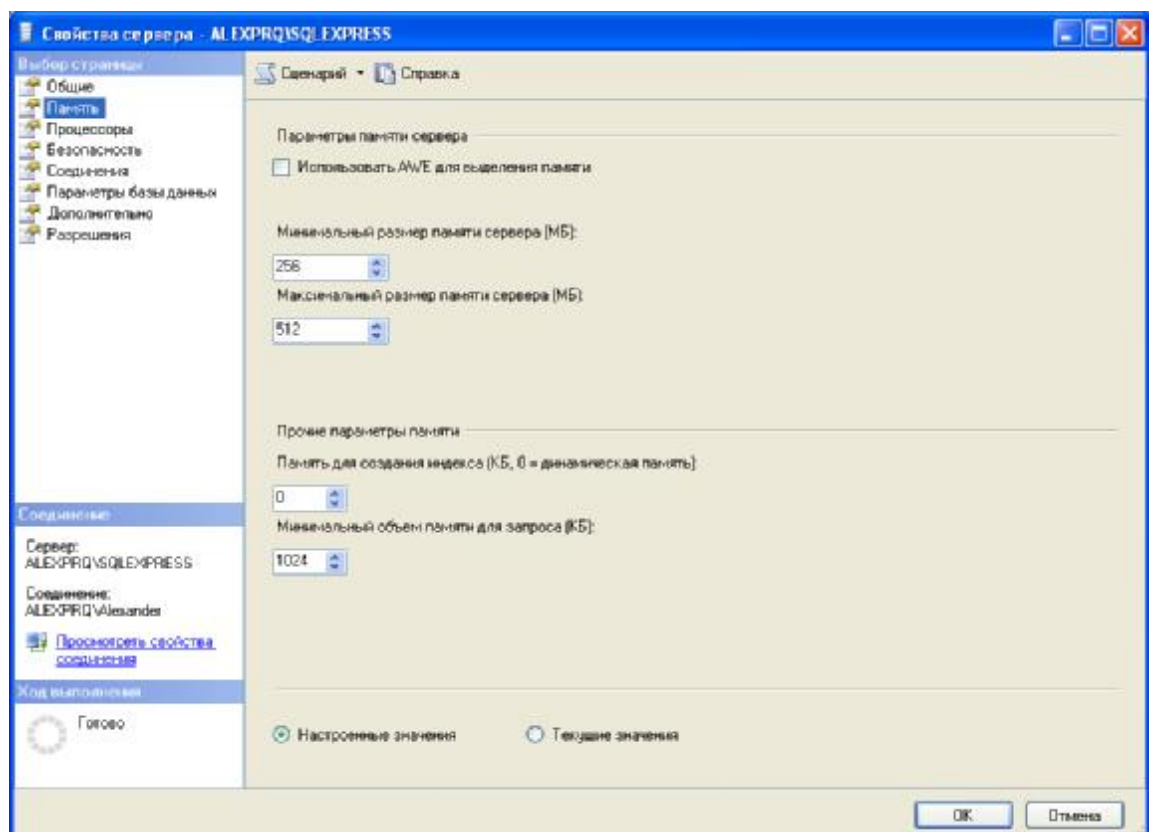 Свойства сервера - ALEXPRQ\SQLEXPRESS
Выбор страницы
Общие
Память
Процессоры
Безопасность
Соединения
Параметры базы данных
Дополнительно
Разрешения
Сценарий
Справка
Параметры памяти сервера
Использовать AWE для выделения памяти
Минимальный размер памяти сервера (МБ):
256
Максимальный размер памяти сервера (МБ):
512
Прочие параметры памяти
Память для создания индекса (КБ, 0 = динамическая память):
0
Минимальный объем памяти для запроса (КБ):
1024
Соединение
Сервер:
ALEXPRQ\SQLEXPRESS
Соединение:
ALEXPRQ\Alexander
Просмотреть свойства
соединения
Ход выполнения
Готово
Настроенные значения
Текущие значения
OK
Отмена